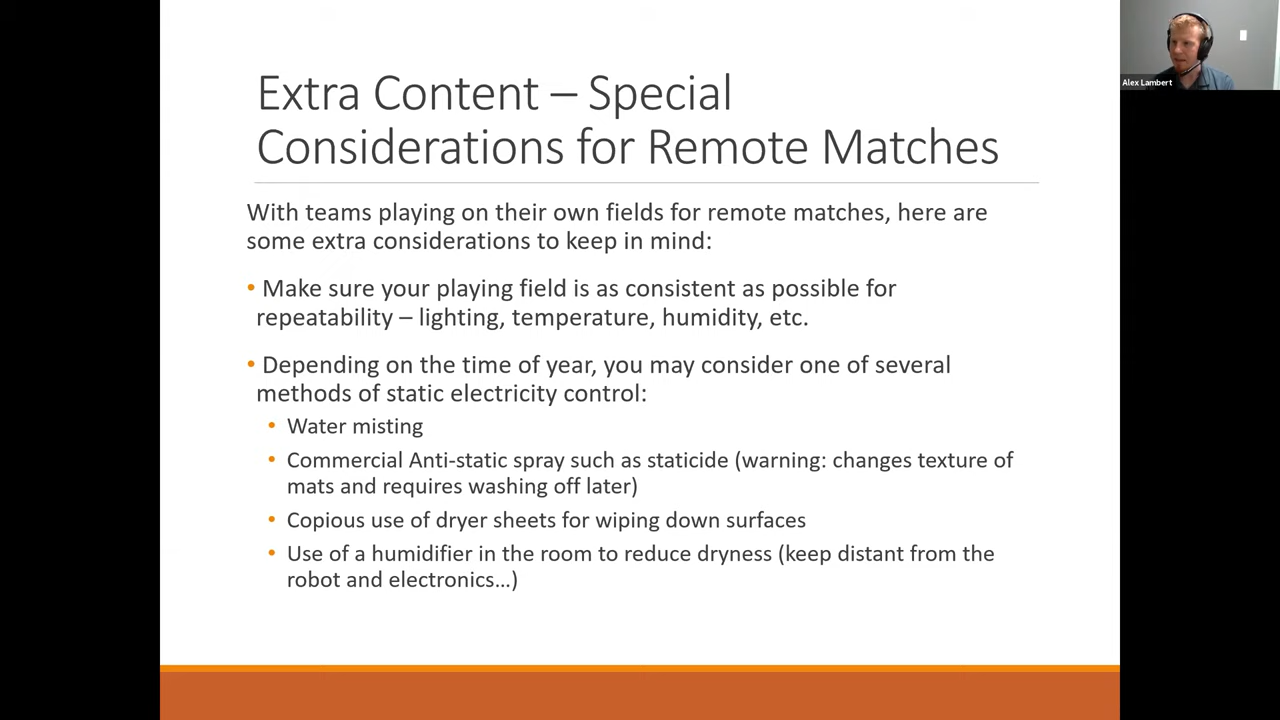 Extra Content – Special
Considerations for Remote Matches
With teams playing on their own fields for remote matches, here are
some extra considerations to keep in mind:
• Make sure your playing field is as consistent as possible for
repeatability – lighting, temperature, humidity, etc.
• Depending on the time of year, you may consider one of several
methods of static electricity control:
• Water misting
• Commercial Anti-static spray such as staticide (warning: changes texture of
mats and requires washing off later)
• Copious use of dryer sheets for wiping down surfaces
• Use of a humidifier in the room to reduce dryness (keep distant from the
robot and electronics…)
Alex Lambert